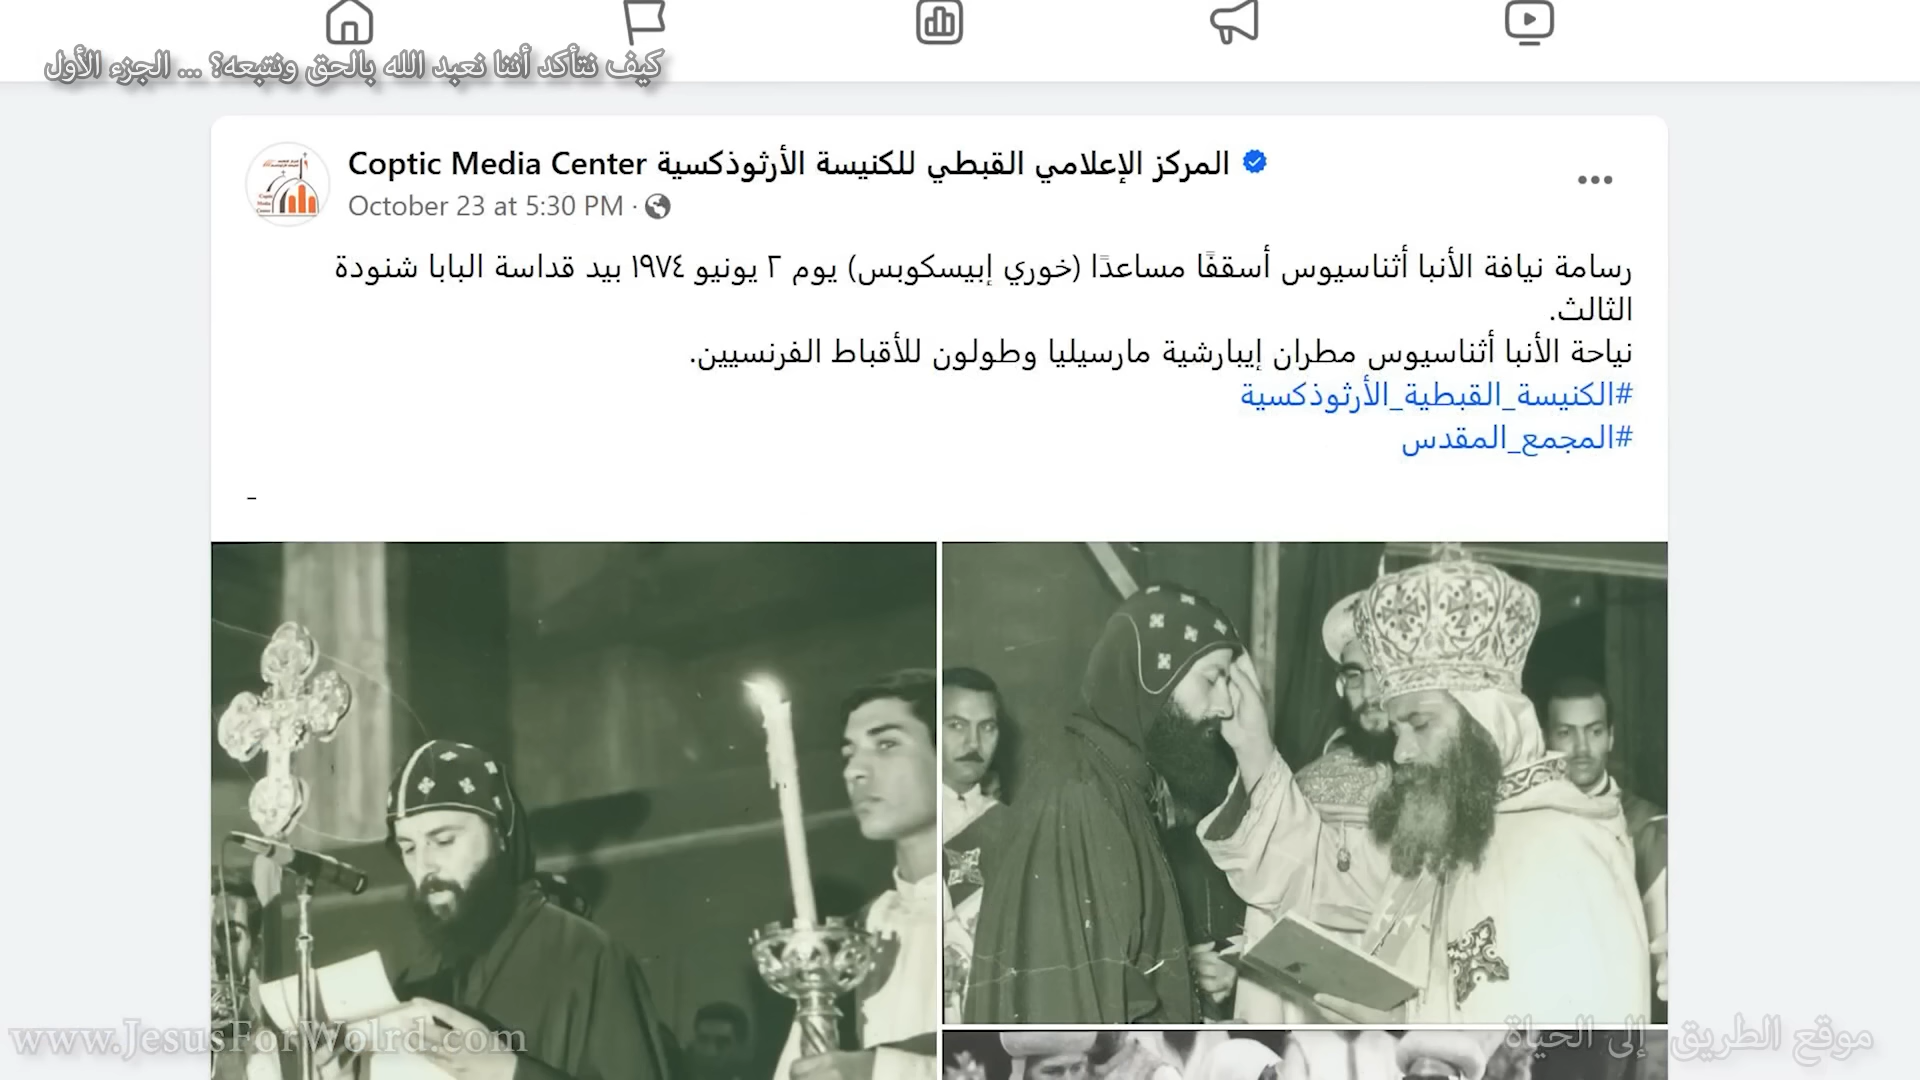 كيف نتأكد أننا نعبد الله بالحق ونتبعه؟ ... الجزء الأول
Coptic Media Center المركز الإعلامي القبطي للكنيسة الأرثوذكسية
October 23 at 5:30 PM ·
رسامة نيافة الأنبا أثناسيوس أسقفًا مساعدًا (خوري إبيسكوبس) يوم ٢ يونيو ١٩٧٤ بيد قداسة البابا شنودة
الثالث.
نياحة الأنبا أثناسيوس مطران إيبارشية مارسيليا وطولون للأقباط الفرنسيين.
#الكنيسة_القبطية_الأرثوذكسية
#المجمع_المقدس
-
www.JesusForWolrd.com
موقع الطريق إلى الحياة